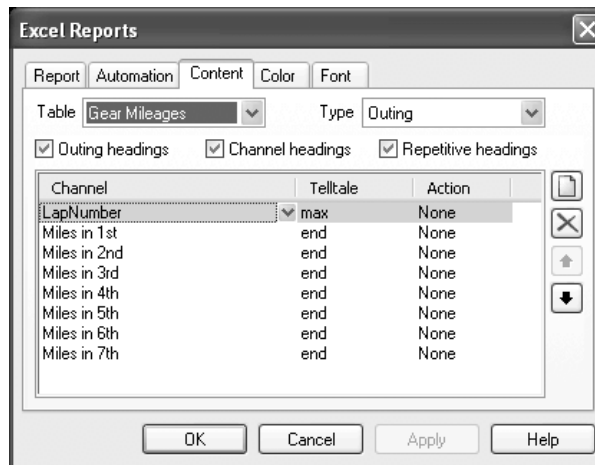 Excel Reports
Report Automation Content Color Font
Table Gear Mileages Type Outing
Outing headings Channel headings Repetitive headings
Channel Telltale Action
LapNumber max None
Miles in 1st end None
Miles in 2nd end None
Miles in 3rd end None
Miles in 4th end None
Miles in 5th end None
Miles in 6th end None
Miles in 7th end None
OK Cancel Apply Help